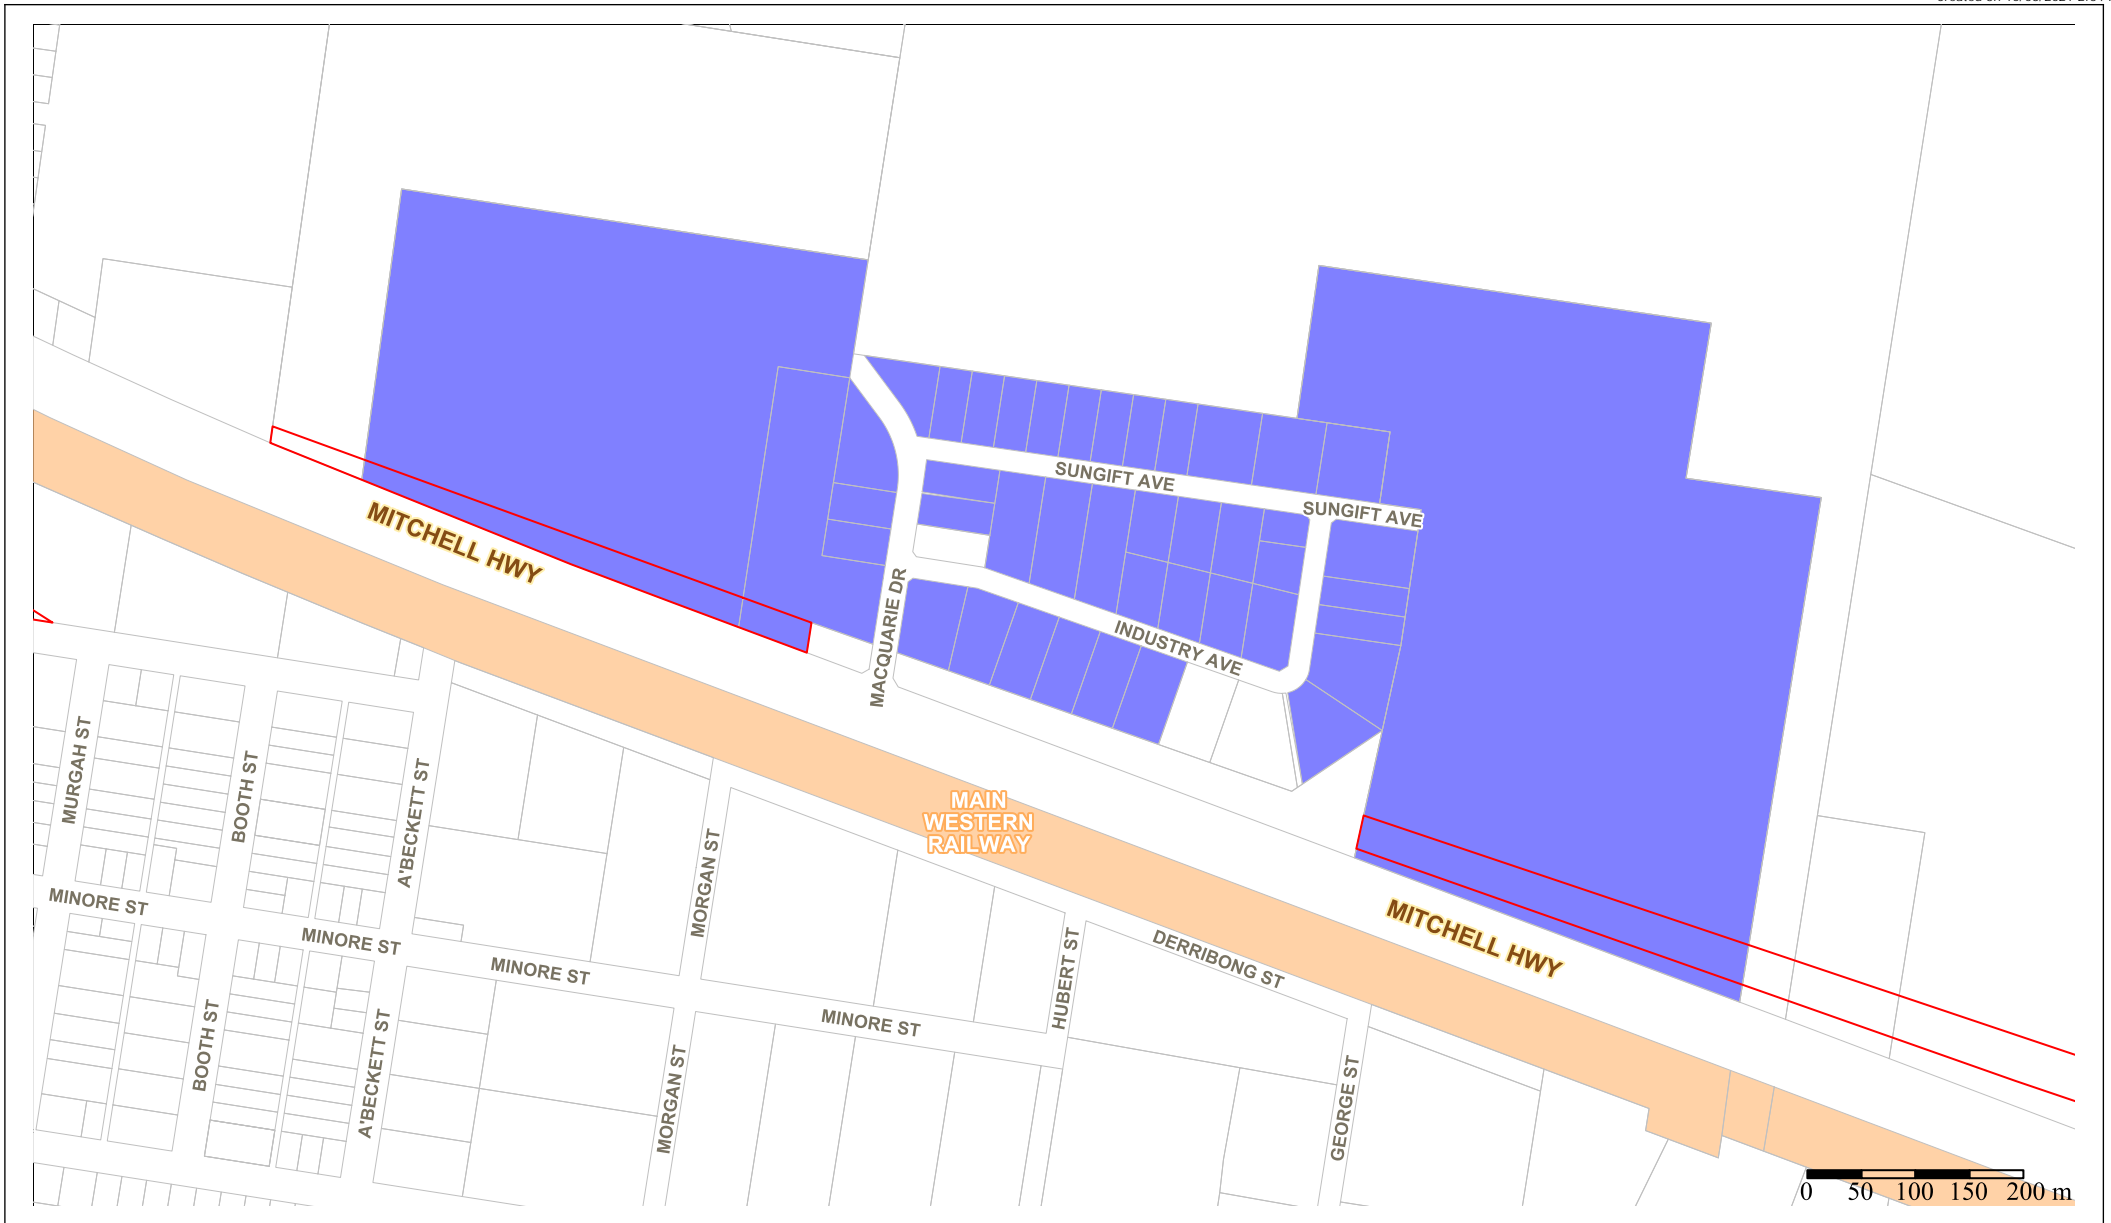 SUNGIFT AVE
SUNGIFT AVE
MITCHELL HWY
MACQUARIE DR
INDUSTRY AVE
MURGAH ST
BOOTH ST
A'BECKETT ST
MORGAN ST
MAIN
WESTERN
RAILWAY
MINORE ST
MINORE ST
MINORE ST
MITCHELL HWY
DERRIBONG ST
HUBERT ST
MINORE ST
BOOTH ST
A'BECKETT ST
MORGAN ST
GEORGE ST
0 50 100 150 200 m